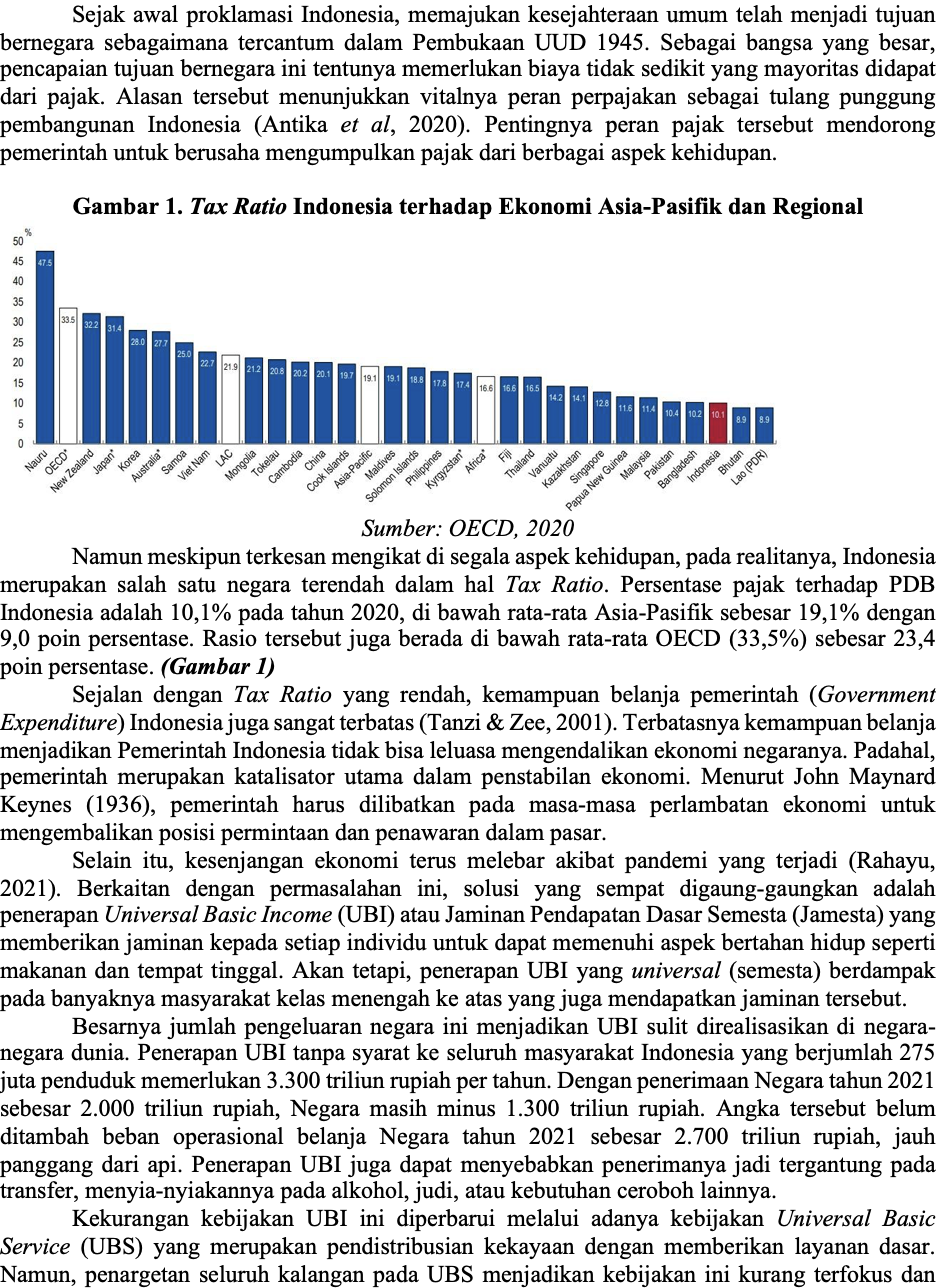 Sejak awal proklamasi Indonesia, memajukan kesejahteraan umum telah menjadi tujuan
bernegara sebagaimana tercantum dalam Pembukaan UUD 1945. Sebagai bangsa yang besar,
pencapaian tujuan bernegara ini tentunya memerlukan biaya tidak sedikit yang mayoritas didapat
dari pajak. Alasan tersebut menunjukkan vitalnya peran perpajakan sebagai tulang punggung
pembangunan Indonesia (Antika et al, 2020). Pentingnya peran pajak tersebut mendorong
pemerintah untuk berusaha mengumpulkan pajak dari berbagai aspek kehidupan.
Gambar 1. Tax Ratio Indonesia terhadap Ekonomi Asia-Pasifik dan Regional
%
50
45
40
35
30
25
20
15
10
5
0
47.5
33.5
32.2
31.4
28.0
27.7
25.0
22.7
21.9
21.2
20.8
20.2
20.1
19.7
19.1
19.1
18.8
17.8
17.4
16.6
16.6
16.5
14.2
14.1
12.8
11.6
11.4
10.4
10.2
10.1
8.9
8.9
Nauru
OECD*
New Zealand
Japan*
Korea
Australia*
Samoa
Viet Nam
LAC
Mongolia
Tokelau
Cambodia
China
Cook Islands
Asia-Pacific
Maldives
Solomon Islands
Philippines
Kyrgyzstan*
Africa*
Fiji
Thailand
Vanuatu
Kazakhstan
Singapore
Papua New Guinea
Malaysia
Pakistan
Bangladesh
Indonesia
Bhutan
Lao (PDR)
Sumber: OECD, 2020
Namun meskipun terkesan mengikat di segala aspek kehidupan, pada realitanya, Indonesia
merupakan salah satu negara terendah dalam hal Tax Ratio. Persentase pajak terhadap PDB
Indonesia adalah 10,1% pada tahun 2020, di bawah rata-rata Asia-Pasifik sebesar 19,1% dengan
9,0 poin persentase. Rasio tersebut juga berada di bawah rata-rata OECD (33,5%) sebesar 23,4
poin persentase. (Gambar 1)
Sejalan dengan Tax Ratio yang rendah, kemampuan belanja pemerintah (Government
Expenditure) Indonesia juga sangat terbatas (Tanzi & Zee, 2001). Terbatasnya kemampuan belanja
menjadikan Pemerintah Indonesia tidak bisa leluasa mengendalikan ekonomi negaranya. Padahal,
pemerintah merupakan katalisator utama dalam penstabilan ekonomi. Menurut John Maynard
Keynes (1936), pemerintah harus dilibatkan pada masa-masa perlambatan ekonomi untuk
mengembalikan posisi permintaan dan penawaran dalam pasar.
Selain itu, kesenjangan ekonomi terus melebar akibat pandemi yang terjadi (Rahayu,
2021). Berkaitan dengan permasalahan ini, solusi yang sempat digaung-gaungkan adalah
penerapan Universal Basic Income (UBI) atau Jaminan Pendapatan Dasar Semesta (Jamesta) yang
memberikan jaminan kepada setiap individu untuk dapat memenuhi aspek bertahan hidup seperti
makanan dan tempat tinggal. Akan tetapi, penerapan UBI yang universal (semesta) berdampak
pada banyaknya masyarakat kelas menengah ke atas yang juga mendapatkan jaminan tersebut.
Besarnya jumlah pengeluaran negara ini menjadikan UBI sulit direalisasikan di negara-
negara dunia. Penerapan UBI tanpa syarat ke seluruh masyarakat Indonesia yang berjumlah 275
juta penduduk memerlukan 3.300 triliun rupiah per tahun. Dengan penerimaan Negara tahun 2021
sebesar 2.000 triliun rupiah, Negara masih minus 1.300 triliun rupiah. Angka tersebut belum
ditambah beban operasional belanja Negara tahun 2021 sebesar 2.700 triliun rupiah, jauh
panggang dari api. Penerapan UBI juga dapat menyebabkan penerimanya jadi tergantung pada
transfer, menyia-nyiakannya pada alkohol, judi, atau kebutuhan ceroboh lainnya.
Kekurangan kebijakan UBI ini diperbarui melalui adanya kebijakan Universal Basic
Service (UBS) yang merupakan pendistribusian kekayaan dengan memberikan layanan dasar.
Namun, penargetan seluruh kalangan pada UBS menjadikan kebijakan ini kurang terfokus dan